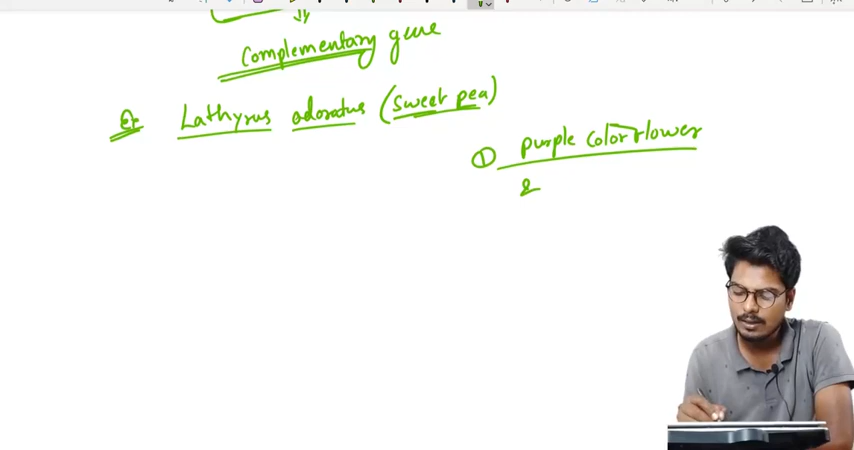 Complementary gene
Ex Lathyrus odoratus (Sweet pea)
① purple color flower
&